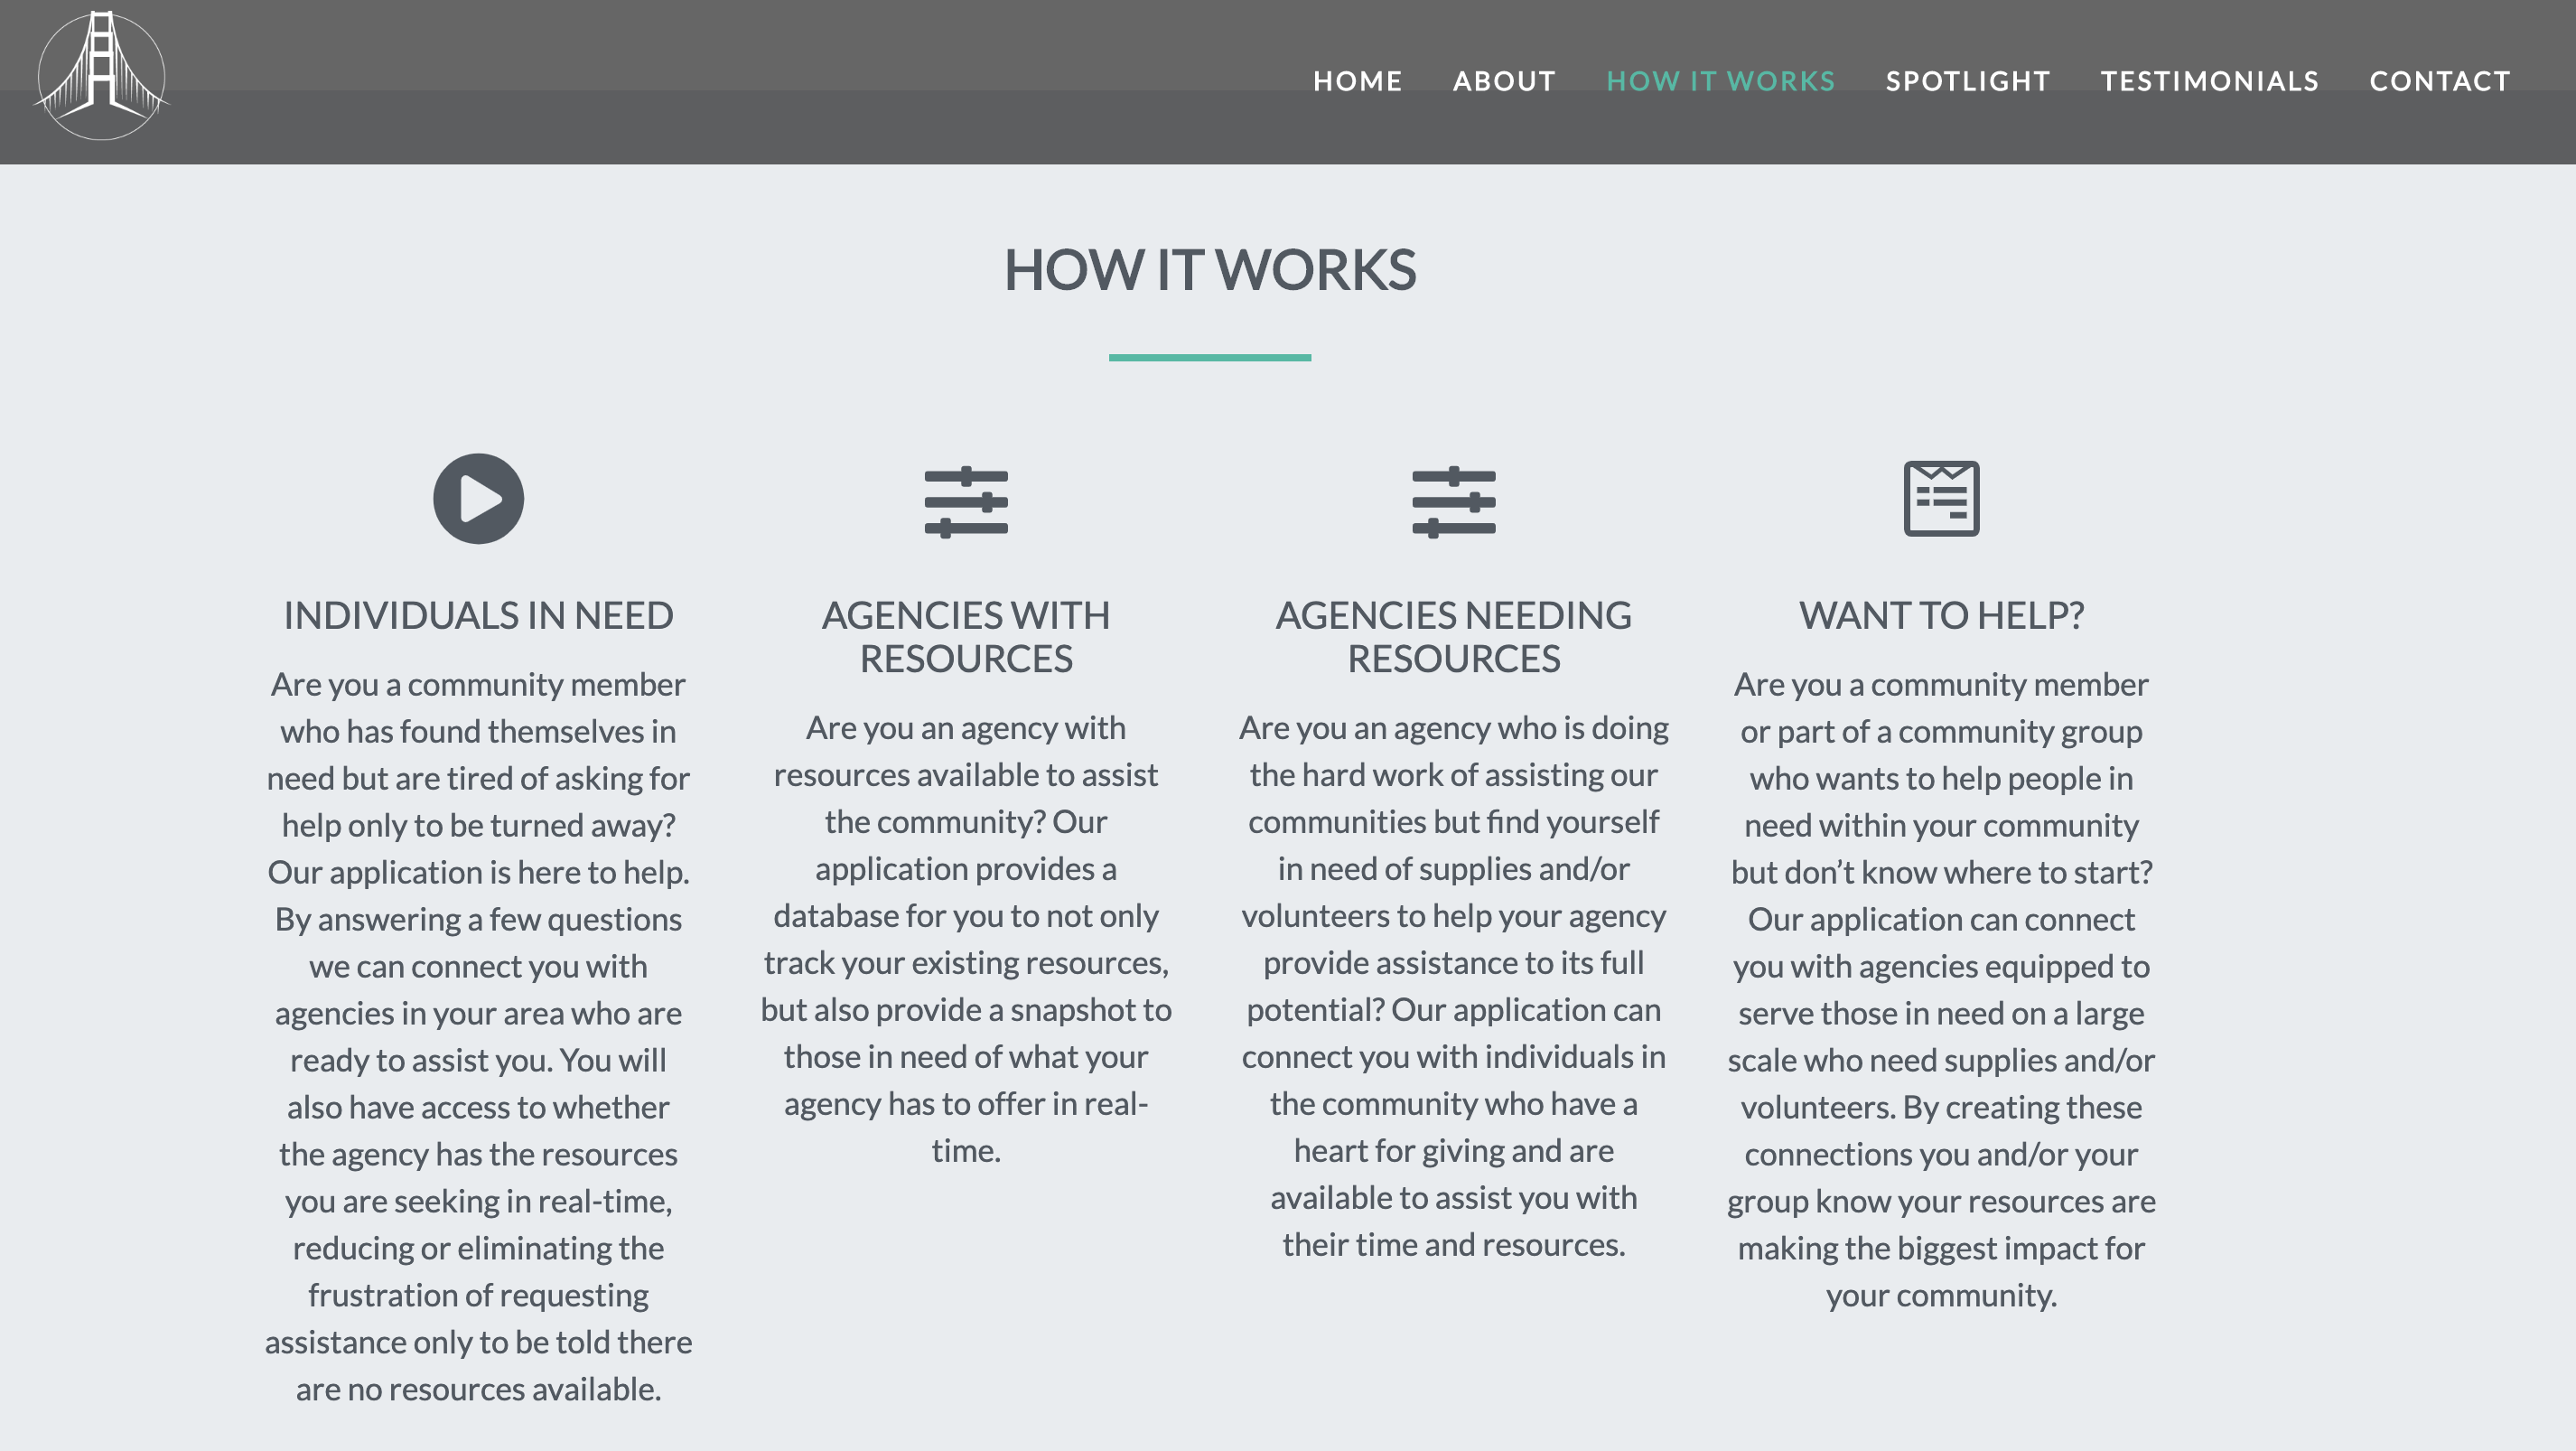 HOME ABOUT HOW IT WORKS SPOTLIGHT TESTIMONIALS CONTACT
HOW IT WORKS
INDIVIDUALS IN NEED
Are you a community member
who has found themselves in
need but are tired of asking for
help only to be turned away?
Our application is here to help.
By answering a few questions
we can connect you with
agencies in your area who are
ready to assist you. You will
also have access to whether
the agency has the resources
you are seeking in real-time,
reducing or eliminating the
frustration of requesting
assistance only to be told there
are no resources available.
AGENCIES WITH
RESOURCES
Are you an agency with
resources available to assist
the community? Our
application provides a
database for you to not only
track your existing resources,
but also provide a snapshot to
those in need of what your
agency has to offer in real-
time.
AGENCIES NEEDING
RESOURCES
Are you an agency who is doing
the hard work of assisting our
communities but find yourself
in need of supplies and/or
volunteers to help your agency
provide assistance to its full
potential? Our application can
connect you with individuals in
the community who have a
heart for giving and are
available to assist you with
their time and resources.
WANT TO HELP?
Are you a community member
or part of a community group
who wants to help people in
need within your community
but don’t know where to start?
Our application can connect
you with agencies equipped to
serve those in need on a large
scale who need supplies and/or
volunteers. By creating these
connections you and/or your
group know your resources are
making the biggest impact for
your community.